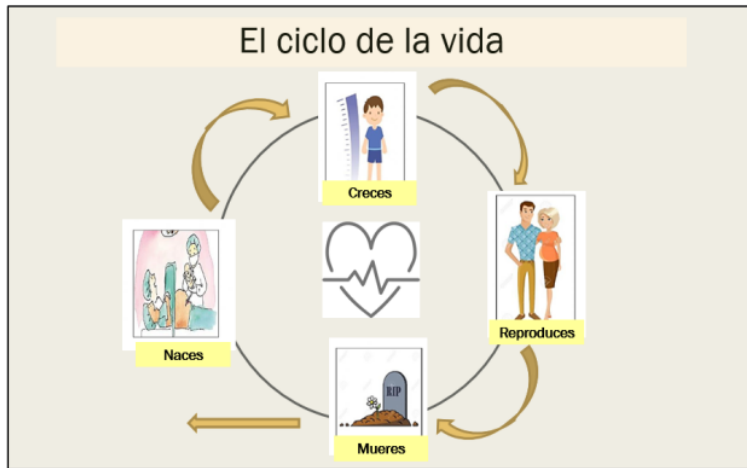 El ciclo de la vida
Creces
Reproduces
Naces
RIP
Mueres